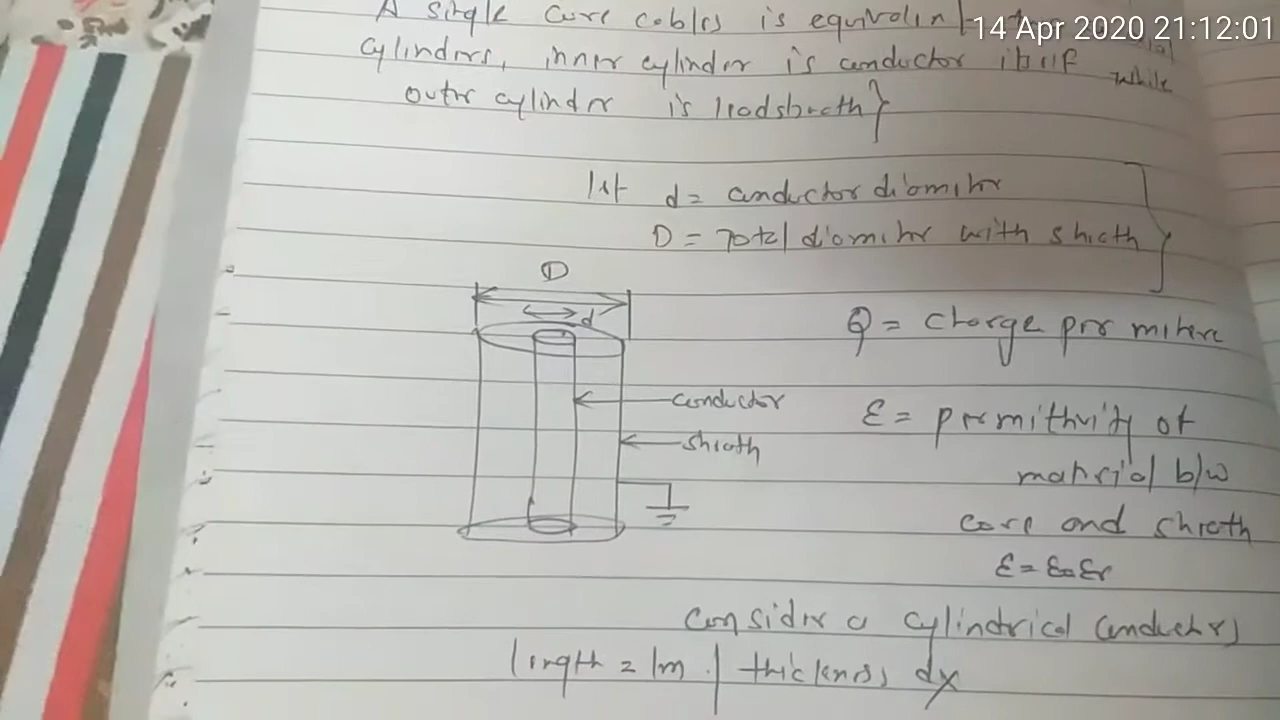 A single core cables is equivalent
14 Apr 2020 21:12:01
cylinders, inner cylinder is conductor itself while
outer cylinder is leadsheath}
let d = conductor diameter
D = Total diameter with sheath
D
d
Q = charge per metere
conductor
ε = permittivity of
sheath
material b/w
core and sheath
ε = ε₀εr
consider a cylindrical conductor)
length = 1m | thickness dx